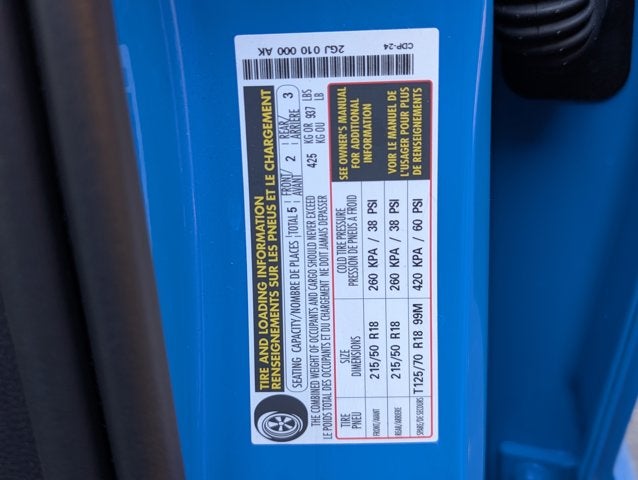 2GJ 010 000 AK
CDP-24
TIRE AND LOADING INFORMATION
RENSEIGNEMENTS SUR LES PNEUS ET LE CHARGEMENT
SEATING CAPACITY/NOMBRE DE PLACES TOTAL 5 FRONT/AVANT 2 REAR/ARRIÈRE 3
THE COMBINED WEIGHT OF OCCUPANTS AND CARGO SHOULD NEVER EXCEED 425 KG OR 937 LBS
LE POIDS TOTAL DES OCCUPANTS ET DU CHARGEMENT NE DOIT JAMAIS DEPASSER KG OU LB
TIRE SIZE COLD TIRE PRESSURE
PNEU DIMENSIONS PRESSION DE PNEUS A FROID
FRONT/AVANT 215/50 R18 260 KPA / 38 PSI
REAR/ARRIERE 215/50 R18 260 KPA / 38 PSI
SPARE/DE SECOURS T125/70 R18 99M 420 KPA / 60 PSI
SEE OWNER'S MANUAL
FOR ADDITIONAL
INFORMATION
VOIR LE MANUEL DE
L'USAGER POUR PLUS
DE RENSEIGNEMENTS